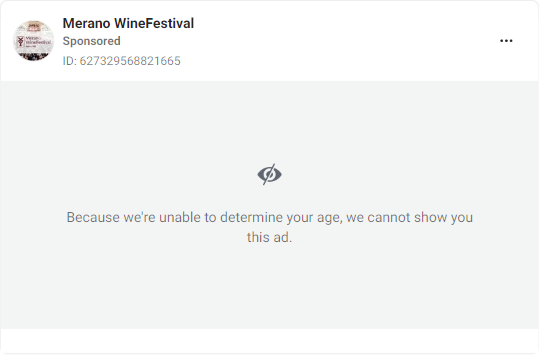 Merano WineFestival
Sponsored
ID: 627329568821665
Because we're unable to determine your age, we cannot show you
this ad.